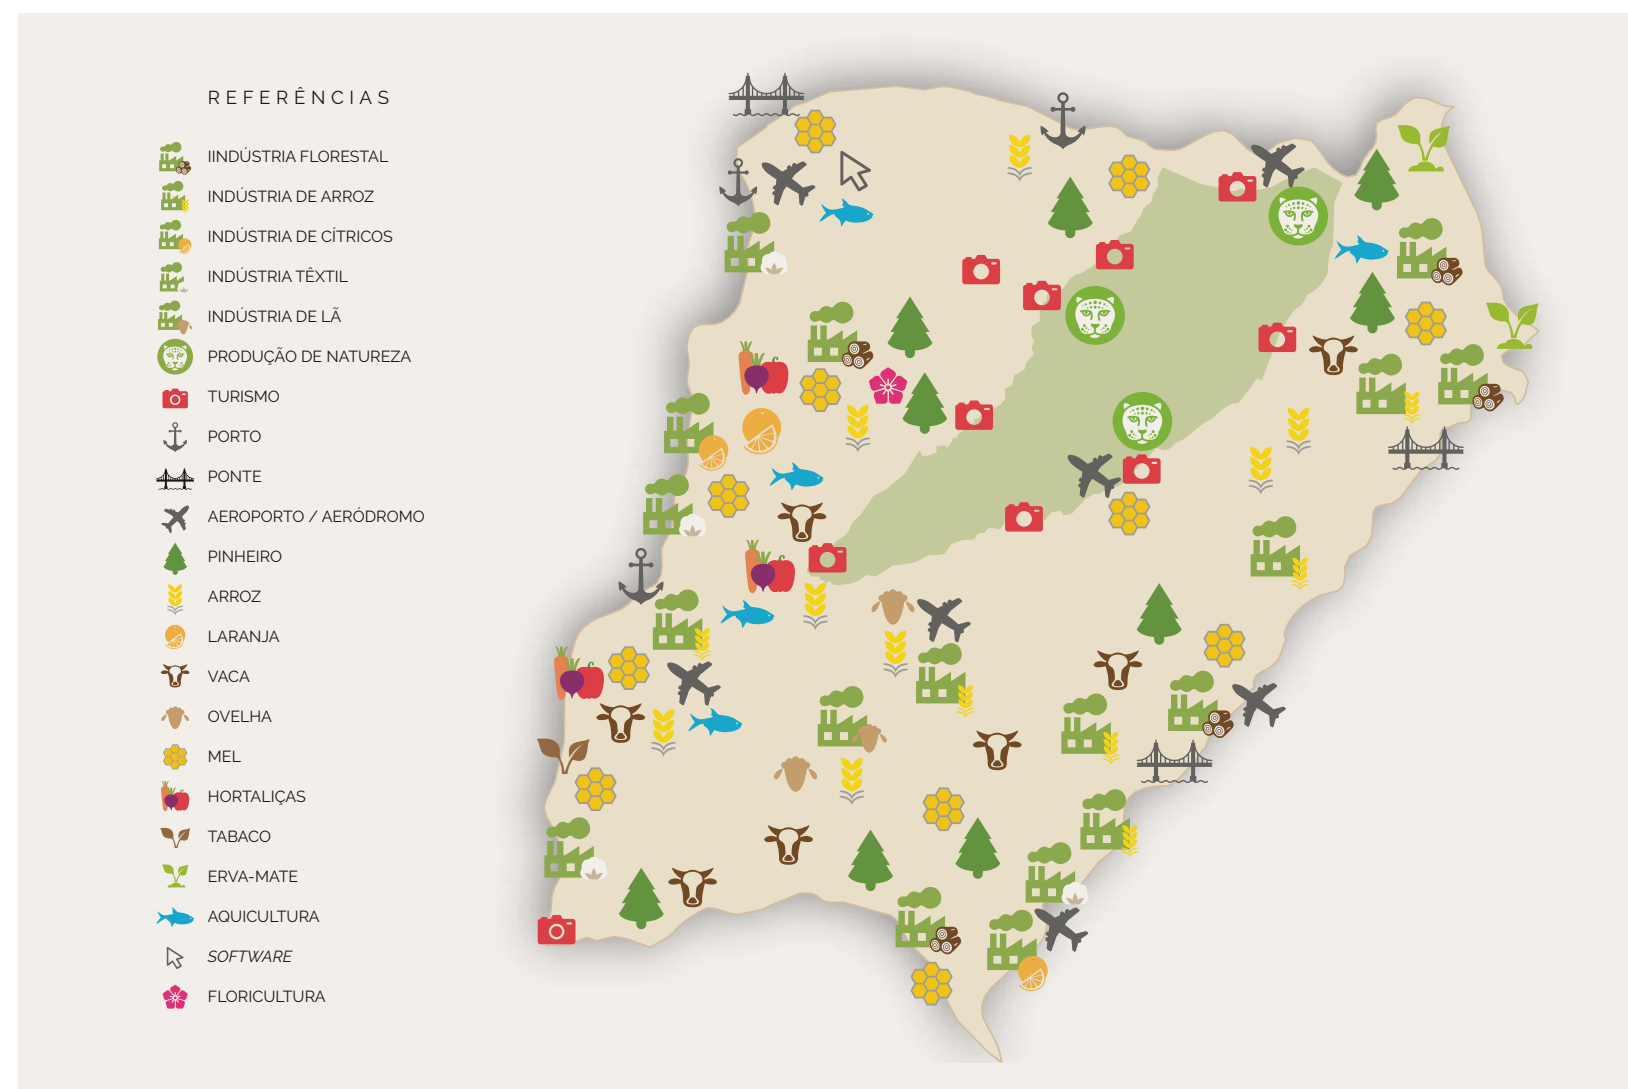 REFERÊNCIAS
IINDÚSTRIA FLORESTAL
INDÚSTRIA DE ARROZ
INDÚSTRIA DE CÍTRICOS
INDÚSTRIA TÊXTIL
INDÚSTRIA DE LÃ
PRODUÇÃO DE NATUREZA
TURISMO
PORTO
PONTE
AEROPORTO / AERÓDROMO
PINHEIRO
ARROZ
LARANJA
VACA
OVELHA
MEL
HORTALIÇAS
TABACO
ERVA-MATE
AQUICULTURA
SOFTWARE
FLORICULTURA